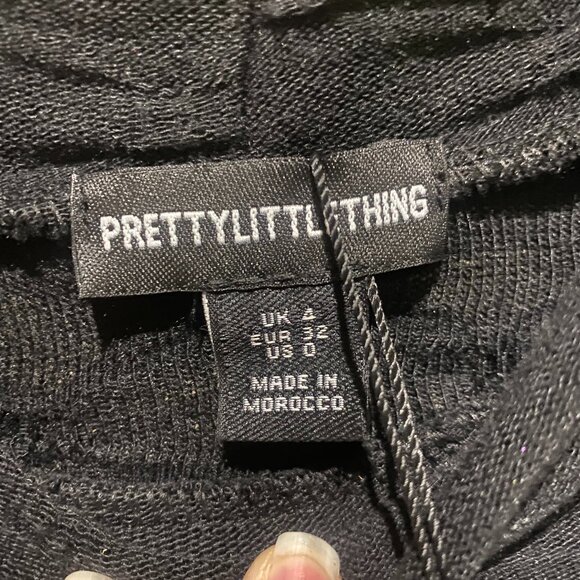 PRETTYLITTLETHING
UK 4
EUR 32
US 0
MADE IN
MOROCCO